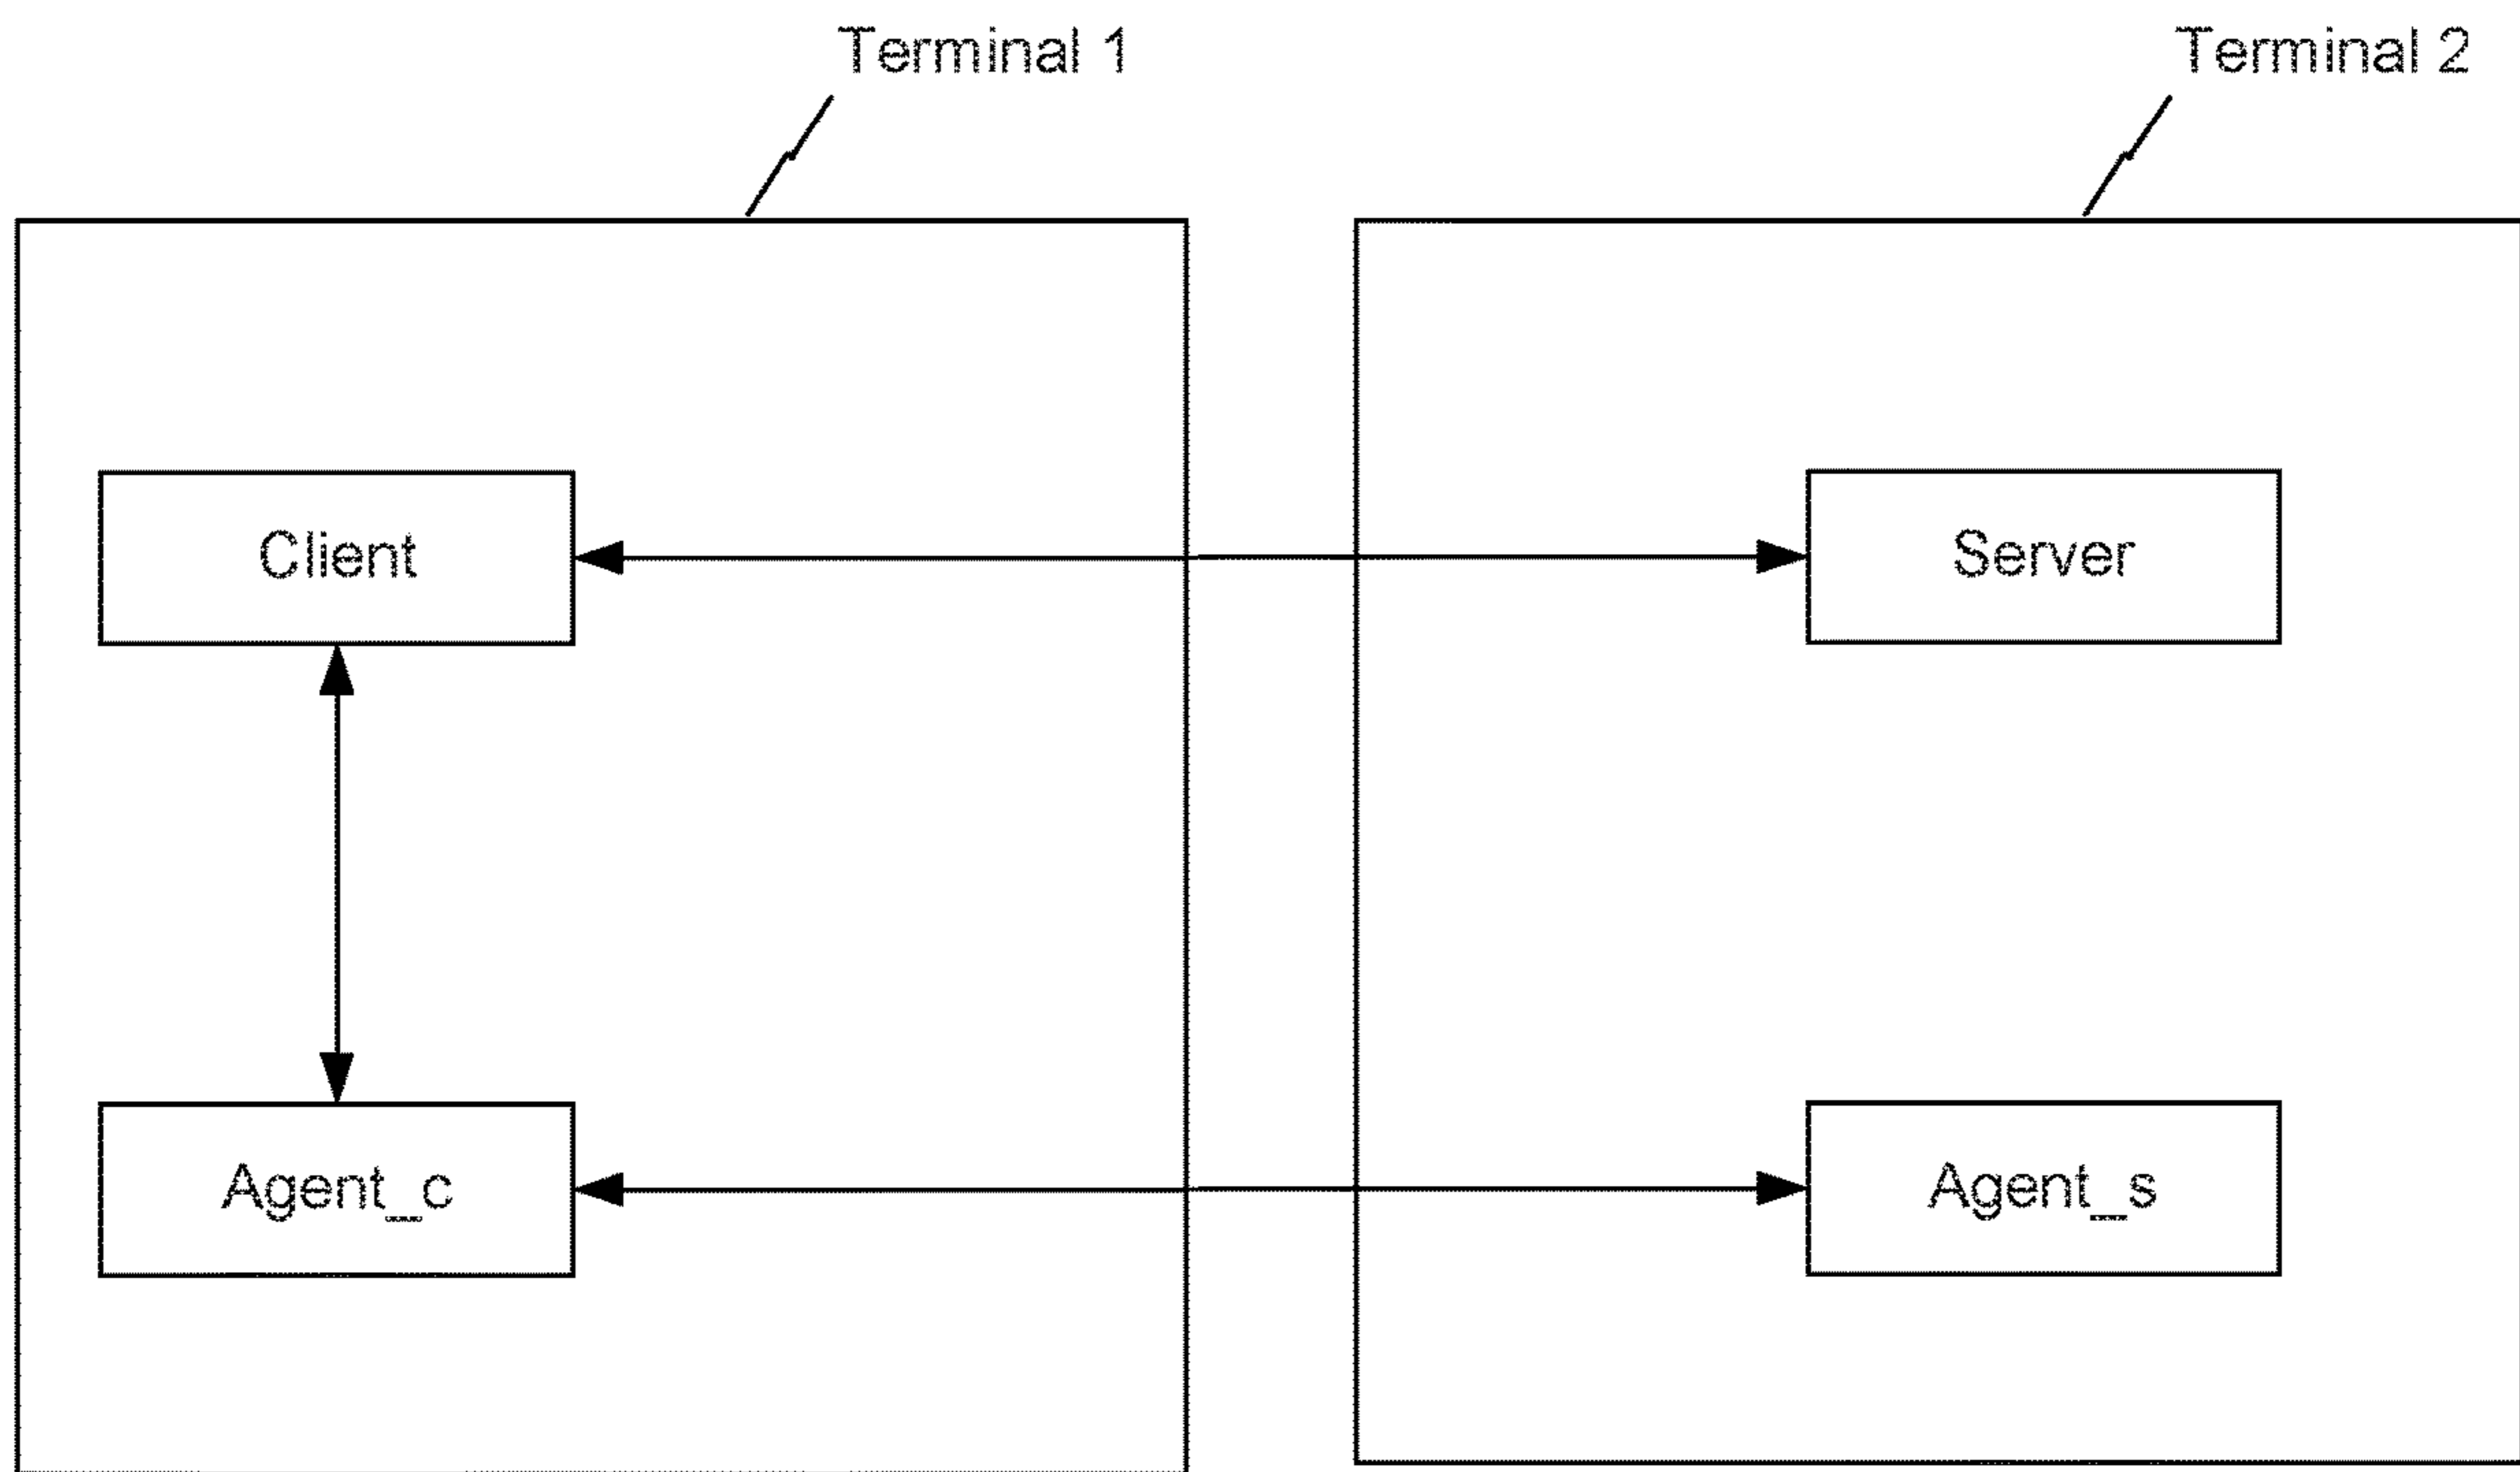 Terminal 1
Terminal 2
Client
Server
Agent_c
Agent_s